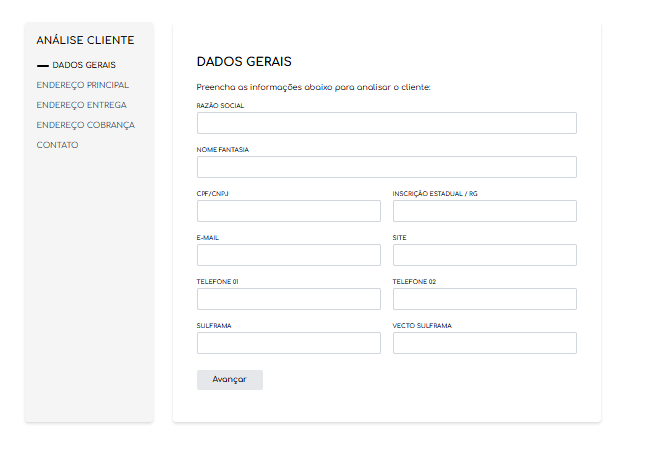 ANÁLISE CLIENTE
DADOS GERAIS
ENDEREÇO PRINCIPAL
ENDEREÇO ENTREGA
ENDEREÇO COBRANÇA
CONTATO
DADOS GERAIS
Preencha as informações abaixo para analisar o cliente:
RAZÃO SOCIAL
NOME FANTASIA
CPF/CNPJ
INSCRIÇÃO ESTADUAL / RG
E-MAIL
SITE
TELEFONE 01
TELEFONE 02
SULFRAMA
VECTO SULFRAMA
Avançar